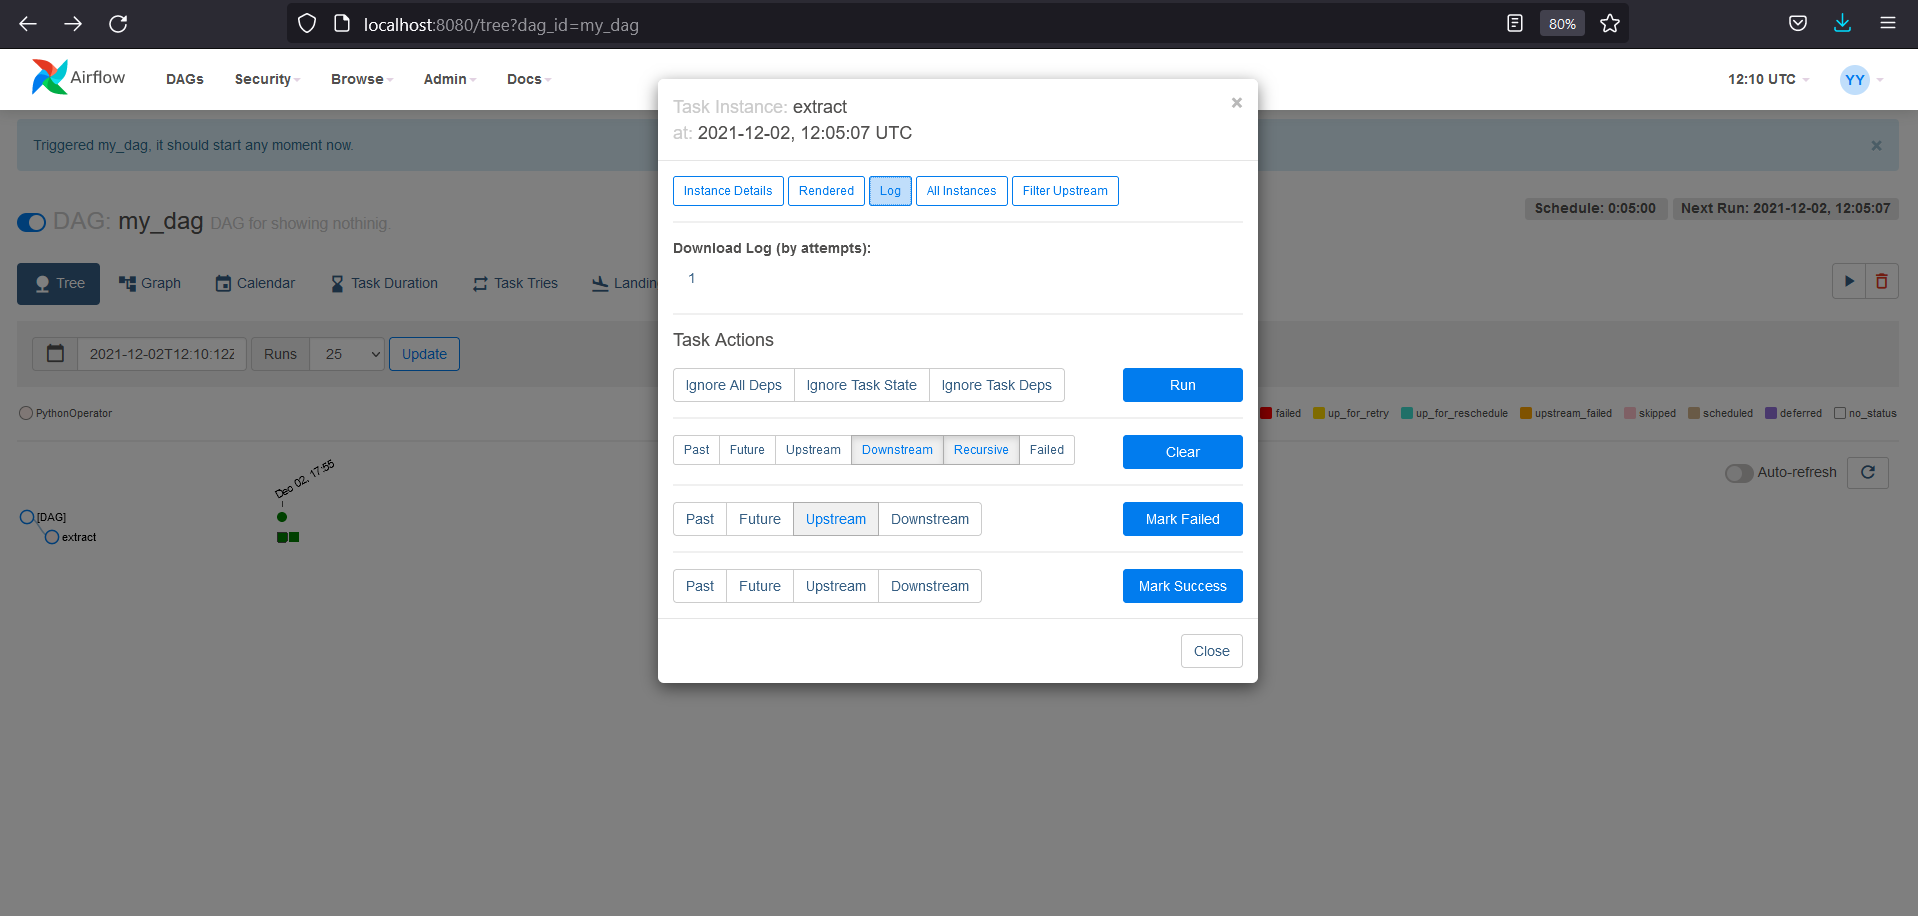 localhost:8080/tree?dag_id=my_dag
80%
Airflow
DAGs
Security
Browse
Admin
Docs
12:10 UTC
YY
Triggered my_dag, it should start any moment now.
×
DAG: my_dag DAG for showing nothinig.
Schedule: 0:05:00
Next Run: 2021-12-02, 12:05:07
Tree
Graph
Calendar
Task Duration
Task Tries
Landin
2021-12-02T12:10:12Z
Runs
25
Update
PythonOperator
failed
up_for_retry
up_for_reschedule
upstream_failed
skipped
scheduled
deferred
no_status
Auto-refresh
Dec 02, 17:55
[DAG]
extract
Task Instance: extract
×
at: 2021-12-02, 12:05:07 UTC
Instance Details
Rendered
Log
All Instances
Filter Upstream
Download Log (by attempts):
1
Task Actions
Ignore All Deps
Ignore Task State
Ignore Task Deps
Run
Past
Future
Upstream
Downstream
Recursive
Failed
Clear
Past
Future
Upstream
Downstream
Mark Failed
Past
Future
Upstream
Downstream
Mark Success
Close